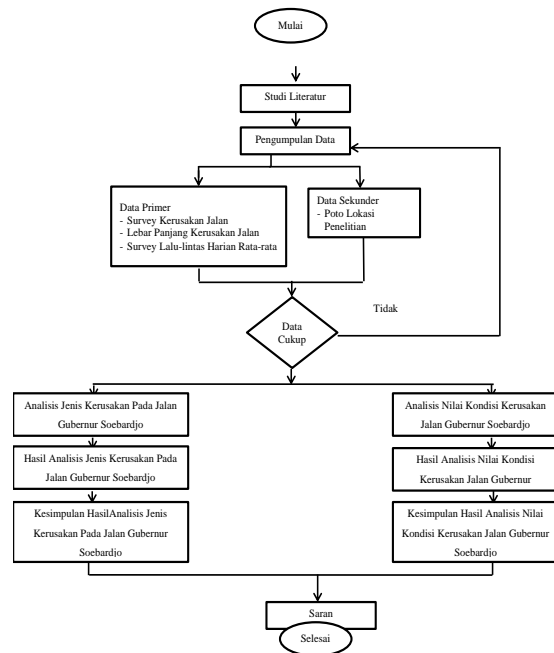 Mulai
Studi Literatur
Pengumpulan Data
Data Primer
- Survey Kerusakan Jalan
- Lebar Panjang Kerusakan Jalan
- Survey Lalu-lintas Harian Rata-rata
Data Sekunder
- Poto Lokasi
Penelitian
Data
Cukup
Tidak
Analisis Jenis Kerusakan Pada Jalan
Gubernur Soebardjo
Hasil Analisis Jenis Kerusakan Pada
Jalan Gubernur Soebardjo
Kesimpulan HasilAnalisis Jenis
Kerusakan Pada Jalan Gubernur
Soebardjo
Analisis Nilai Kondisi Kerusakan
Jalan Gubernur Soebardjo
Hasil Analisis Nilai Kondisi
Kerusakan Jalan Gubernur
Kesimpulan Hasil Analisis Nilai
Kondisi Kerusakan Jalan Gubernur
Soebardjo
Saran
Selesai